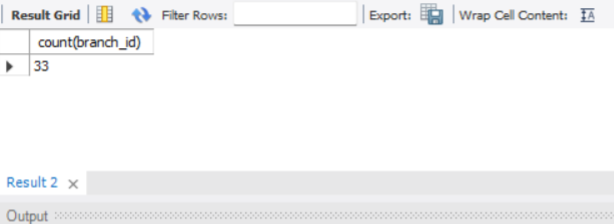 Result Grid Filter Rows: Export: Wrap Cell Content:
count(branch_id)
33
Result 2
Output